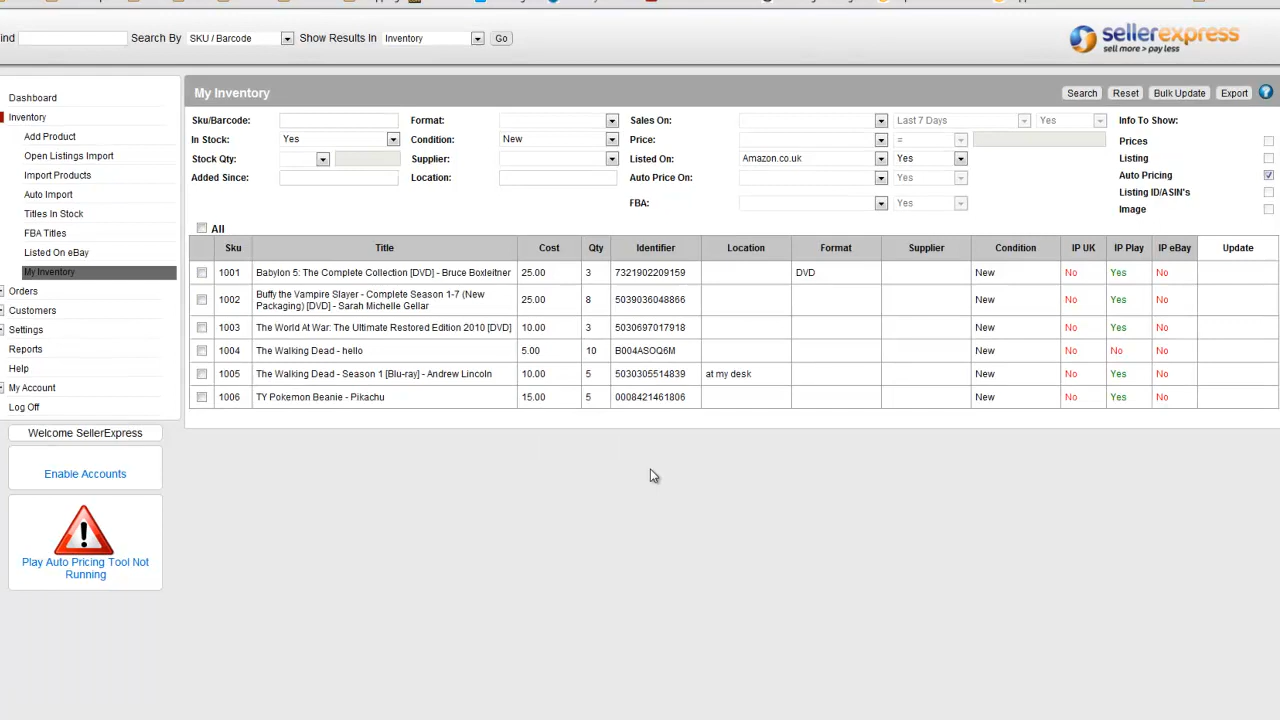 ind Search By SKU / Barcode Show Results In Inventory Go
sellerexpress
sell more > pay less
Dashboard
Inventory
Add Product
Open Listings Import
Import Products
Auto Import
Titles In Stock
FBA Titles
Listed On eBay
My Inventory
Orders
Customers
Settings
Reports
Help
My Account
Log Off
Welcome SellerExpress
Enable Accounts
Play Auto Pricing Tool Not
Running
My Inventory Search Reset Bulk Update Export ?
Sku/Barcode: Format: Sales On: Last 7 Days Yes Info To Show:
In Stock: Yes Condition: New Price: = Prices
Stock Qty: Supplier: Listed On: Amazon.co.uk Yes Listing
Added Since: Location: Auto Price On: Yes Auto Pricing
Listing ID/ASIN's
FBA: Yes Image
All
Sku Title Cost Qty Identifier Location Format Supplier Condition IP UK IP Play IP eBay Update
1001 Babylon 5: The Complete Collection [DVD] - Bruce Boxleitner 25.00 3 7321902209159 DVD New No Yes No
1002 Buffy the Vampire Slayer - Complete Season 1-7 (New
Packaging) [DVD] - Sarah Michelle Gellar 25.00 8 5039036048866 New No Yes No
1003 The World At War: The Ultimate Restored Edition 2010 [DVD] 10.00 3 5030697017918 New No Yes No
1004 The Walking Dead - hello 5.00 10 B004ASOQ6M New No No No
1005 The Walking Dead - Season 1 [Blu-ray] - Andrew Lincoln 10.00 5 5030305514839 at my desk New No Yes No
1006 TY Pokemon Beanie - Pikachu 15.00 5 0008421461806 New No Yes No